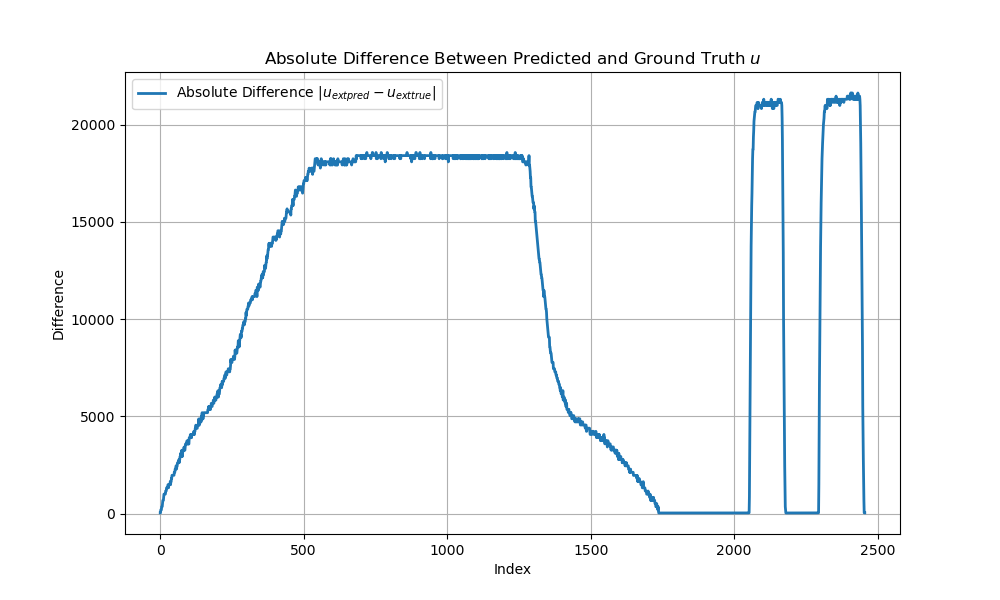 Absolute Difference Between Predicted and Ground Truth u
Absolute Difference |u_extpred − u_exttrue|
20000
15000
10000
5000
0
Difference
0 500 1000 1500 2000 2500
Index